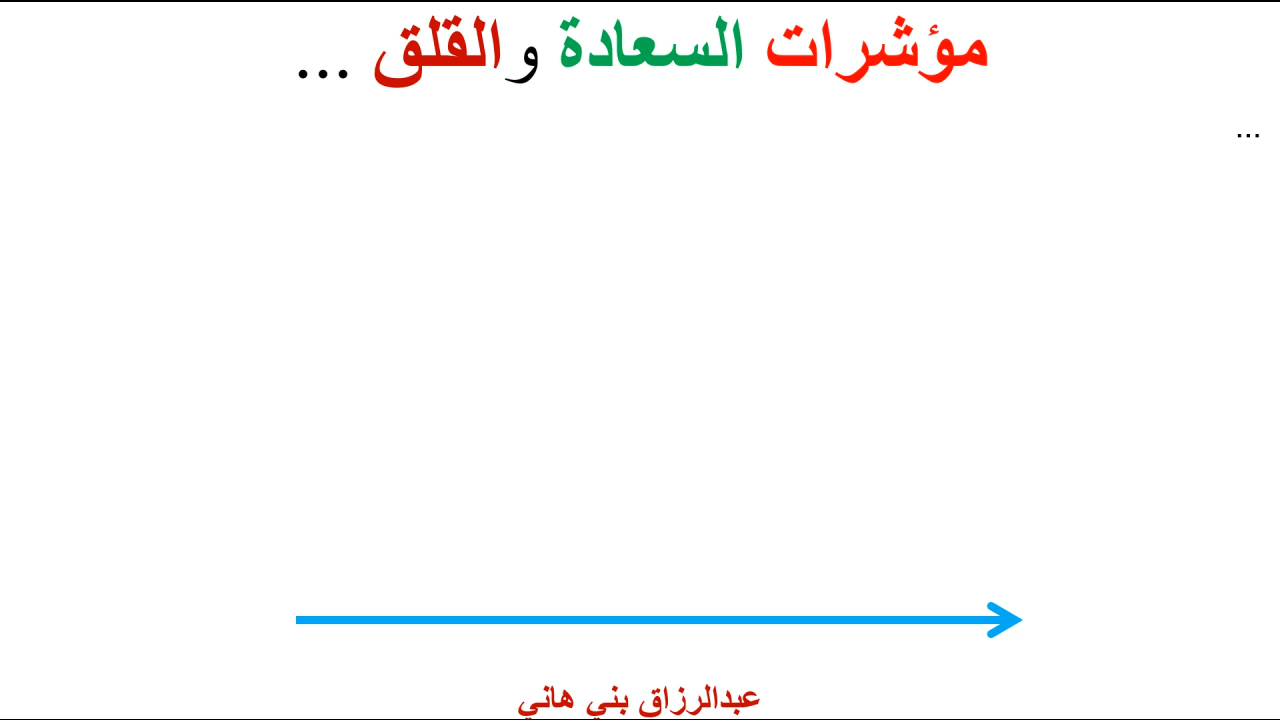 مؤشرات السعادة والقلق ...
...
عبدالرزاق بني هاني